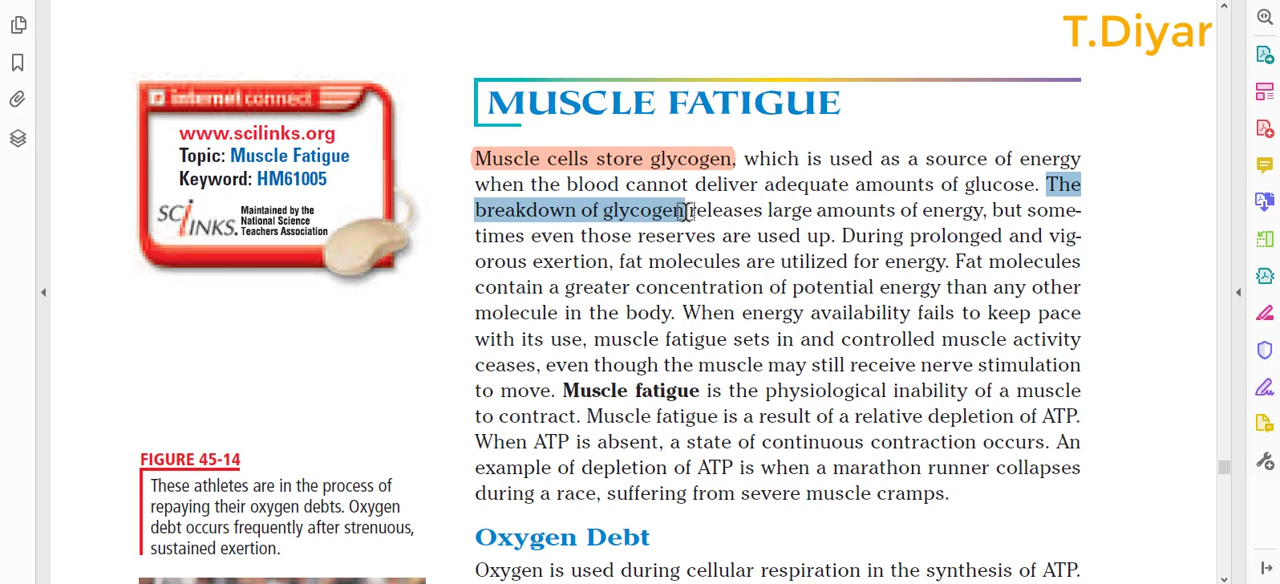 T.Diyar
internet connect
www.scilinks.org
Topic: Muscle Fatigue
Keyword: HM61005
SCiLINKS.
Maintained by the
National Science
Teachers Association
FIGURE 45-14
These athletes are in the process of
repaying their oxygen debts. Oxygen
debt occurs frequently after strenuous,
sustained exertion.
MUSCLE FATIGUE
Muscle cells store glycogen, which is used as a source of energy
when the blood cannot deliver adequate amounts of glucose. The
breakdown of glycogen releases large amounts of energy, but some-
times even those reserves are used up. During prolonged and vig-
orous exertion, fat molecules are utilized for energy. Fat molecules
contain a greater concentration of potential energy than any other
molecule in the body. When energy availability fails to keep pace
with its use, muscle fatigue sets in and controlled muscle activity
ceases, even though the muscle may still receive nerve stimulation
to move. Muscle fatigue is the physiological inability of a muscle
to contract. Muscle fatigue is a result of a relative depletion of ATP.
When ATP is absent, a state of continuous contraction occurs. An
example of depletion of ATP is when a marathon runner collapses
during a race, suffering from severe muscle cramps.
Oxygen Debt
Oxygen is used during cellular respiration in the synthesis of ATP.